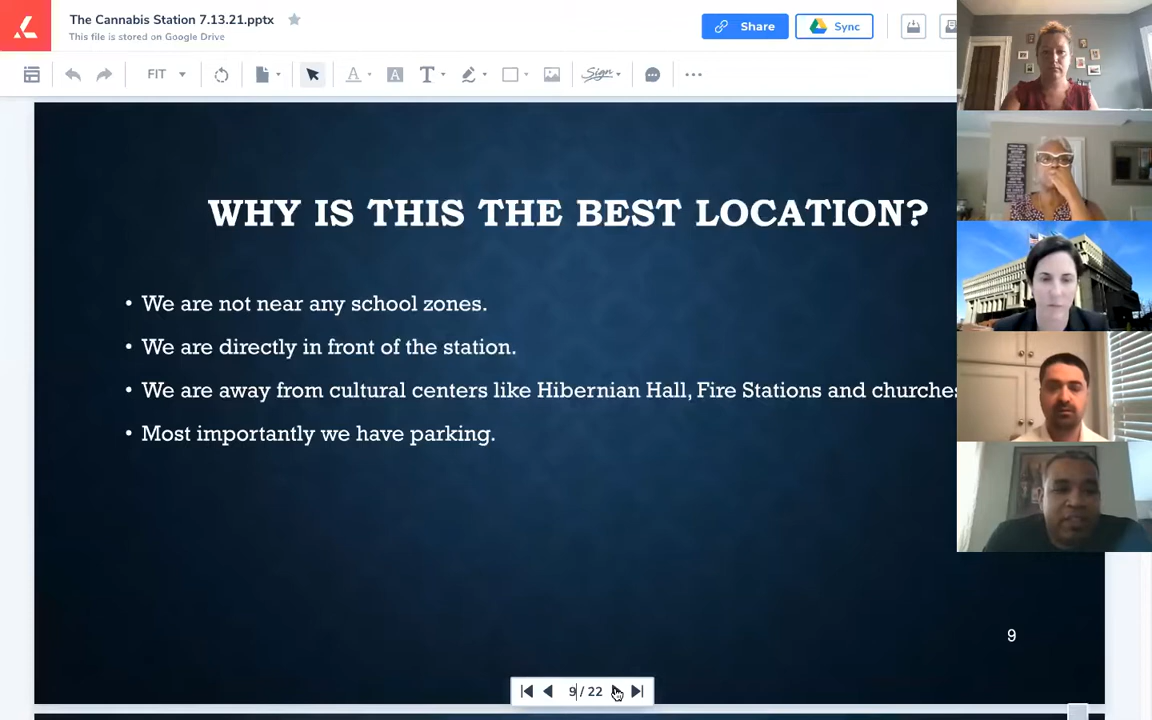 The Cannabis Station 7.13.21.pptx
This file is stored on Google Drive
Share
Sync
FIT
A
A
T
Sign
WHY IS THIS THE BEST LOCATION?
• We are not near any school zones.
• We are directly in front of the station.
• We are away from cultural centers like Hibernian Hall, Fire Stations and churches
• Most importantly we have parking.
9
9 / 22